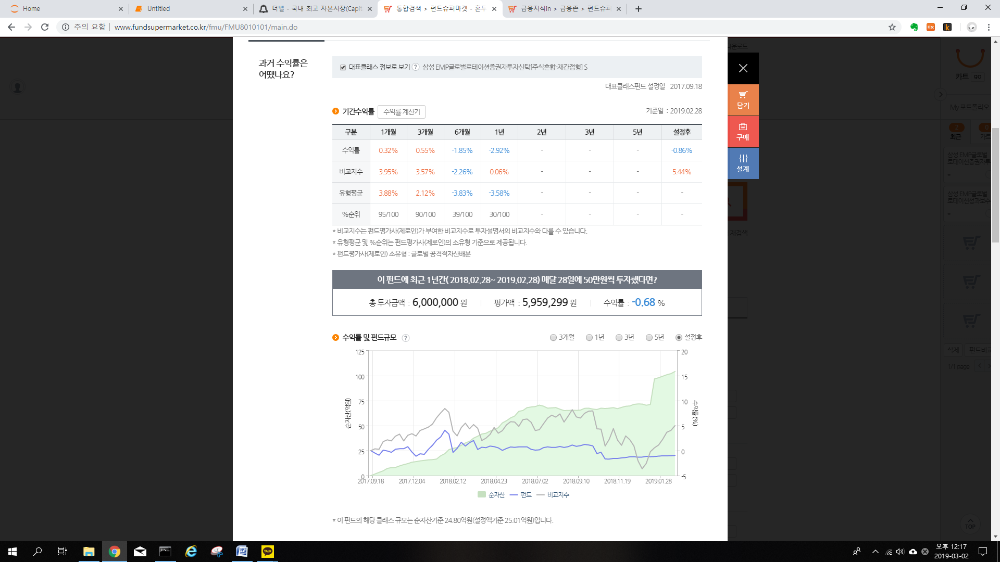 Home
Untitled
더벨 - 국내 최고 자본시장(Capit
통합검색 > 펀드슈퍼마켓 - 혼투
금융지식in > 금융존 > 펀드슈퍼
주의 요함
www.fundsupermarket.co.kr/fmu/FMU8010101/main.do
과거 수익률은
어땠나요?
대표클래스 정보로 보기 ? 삼성 EMP글로벌로테이션증권자투자신탁[주식혼합-재간접형] S
대표클래스펀드 설정일 2017.09.18
기간수익률 수익률 계산기
기준일 : 2019.02.28
구분 1개월 3개월 6개월 1년 2년 3년 5년 설정후
수익률 0.32% 0.55% -1.85% -2.92% - - - -0.86%
비교지수 3.95% 3.57% -2.26% 0.06% - - - 5.44%
유형평균 3.88% 2.12% -3.83% -3.58% - - - -
%순위 95/100 90/100 39/100 30/100 - - - -
* 비교지수는 펀드평가사(제로인)가 부여한 비교지수로 투자설명서의 비교지수와 다를 수 있습니다.
* 유형평균 및 %순위는 펀드평가사(제로인)의 소유형 기준으로 제공됩니다.
* 펀드평가사(제로인) 소유형 : 글로벌 공격적자산배분
이 펀드에 최근 1년간( 2018.02.28~ 2019.02.28) 매달 28일에 50만원씩 투자했다면?
총 투자금액 : 6,000,000 원 | 평가액 : 5,959,299 원 | 수익률 : -0.68 %
수익률 및 펀드규모 ?
3개월 1년 3년 5년 설정후
125
100
75
50
25
0
순자산(억원)
20
15
10
5
0
-5
수익률(%)
2017.09.18 2017.12.04 2018.02.12 2018.04.23 2018.07.02 2018.09.10 2018.11.19 2019.01.28
순자산 펀드 비교지수
* 이 펀드의 해당 클래스 규모는 순자산기준 24.80억원(설정액기준 25.01억원)입니다.
담기
구매
설계
다운로드
재검색
카트 go
My 포트폴리오
2
0
최근
카트
삼성 EMP글로벌
로테이션증권자투
삼성 EMP글로벌
로테이션성과보수
삭제
펀드비교
1/1 page
TOP
TALK
오후 12:17
2019-03-02